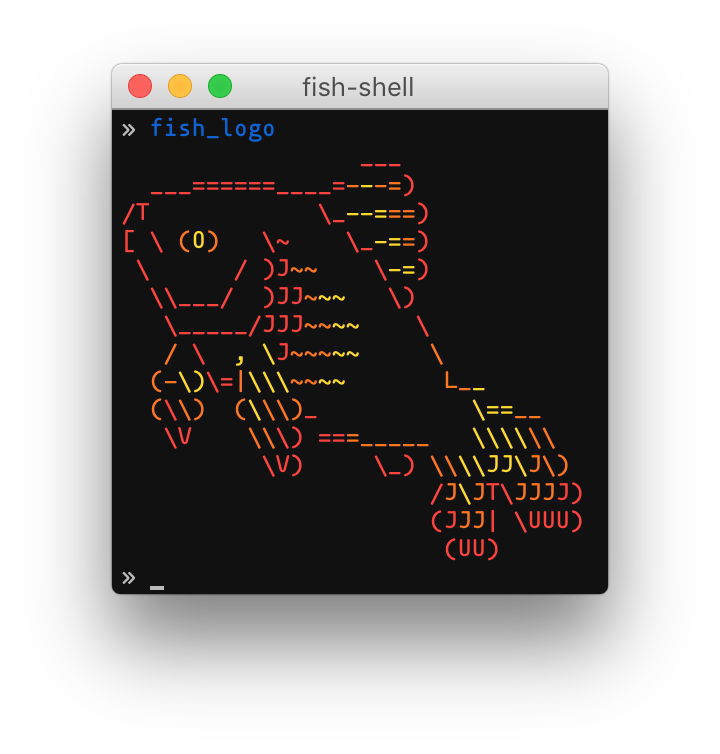 fish-shell
» fish_logo
                 ___
  ___======____=---=)
/T              \_--===)
[ \ (O)   \~    \_-==)
 \      / )J~~    \-=)
  \\___/  )JJ~~~   \)
   \_____/JJJ~~~~    \
   / \  , \J~~~~~     \
  (-\)\=|\\\~~~~       L__
  (\\)  (\\\)_           \==__
   \V    \\\) ===_____   \\\\\\
          \V)     \_) \\\\JJ\J\)
                      /J\JT\JJJJ)
                      (JJJ| \UUU)
                       (UU)
» _